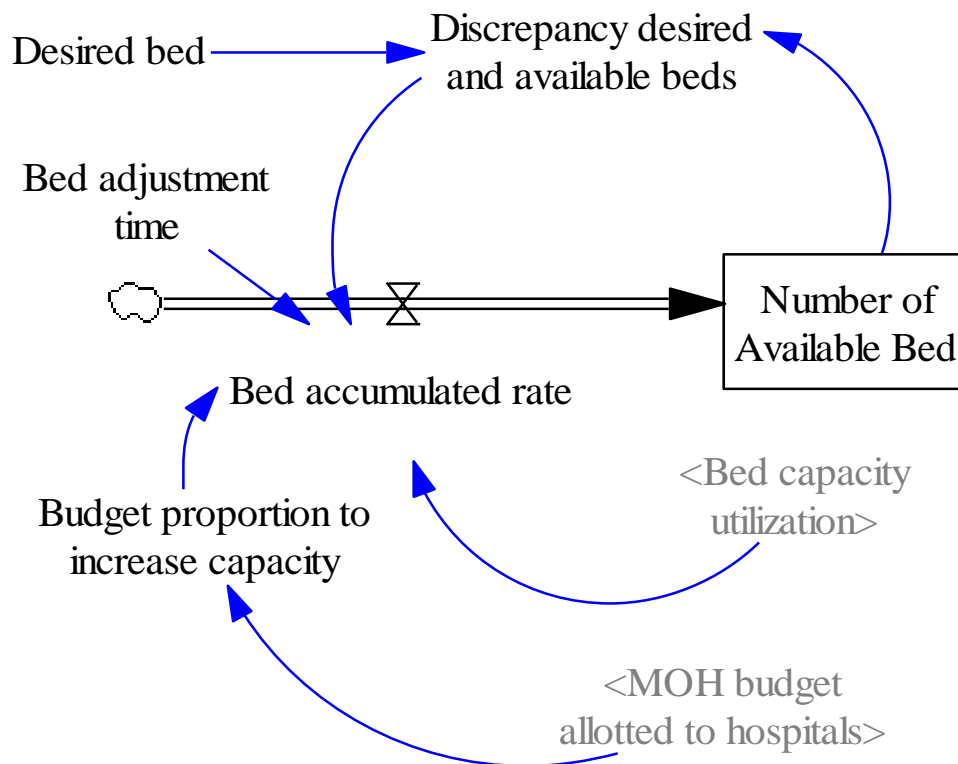 Desired bed
Discrepancy desired
and available beds
Bed adjustment
time
Number of
Available Bed
Bed accumulated rate
<Bed capacity
utilization>
Budget proportion to
increase capacity
<MOH budget
allotted to hospitals>